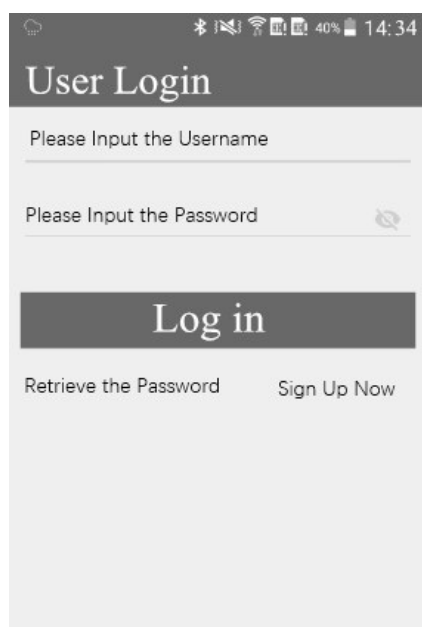 40% 14:34
User Login
Please Input the Username
Please Input the Password
Log in
Retrieve the Password Sign Up Now